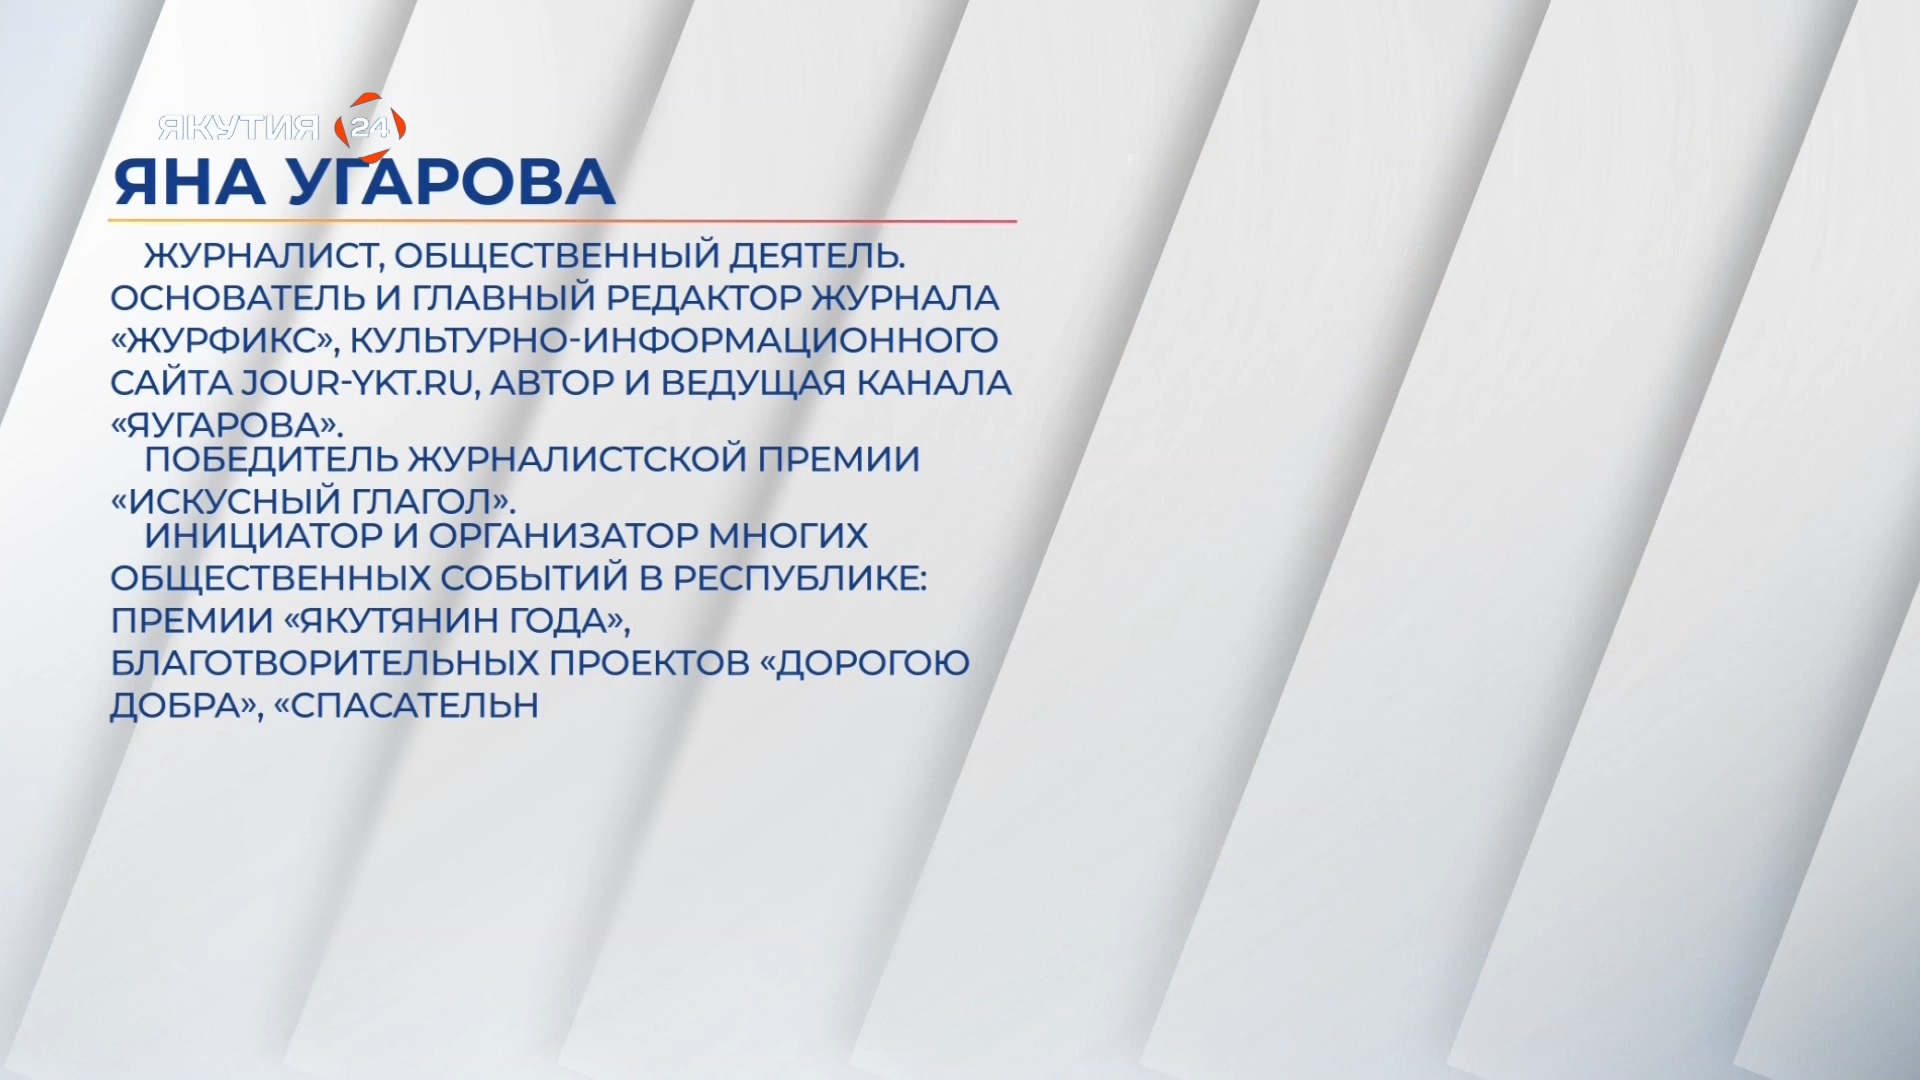 ЯКУТИЯ 24
ЯНА УГАРОВА
ЖУРНАЛИСТ, ОБЩЕСТВЕННЫЙ ДЕЯТЕЛЬ.
ОСНОВАТЕЛЬ И ГЛАВНЫЙ РЕДАКТОР ЖУРНАЛА
«ЖУРФИКС», КУЛЬТУРНО-ИНФОРМАЦИОННОГО
САЙТА JOUR-YKT.RU, АВТОР И ВЕДУЩАЯ КАНАЛА
«ЯУГАРОВА».
ПОБЕДИТЕЛЬ ЖУРНАЛИСТСКОЙ ПРЕМИИ
«ИСКУСНЫЙ ГЛАГОЛ».
ИНИЦИАТОР И ОРГАНИЗАТОР МНОГИХ
ОБЩЕСТВЕННЫХ СОБЫТИЙ В РЕСПУБЛИКЕ:
ПРЕМИИ «ЯКУТЯНИН ГОДА»,
БЛАГОТВОРИТЕЛЬНЫХ ПРОЕКТОВ «ДОРОГОЮ
ДОБРА», «СПАСАТЕЛЬН